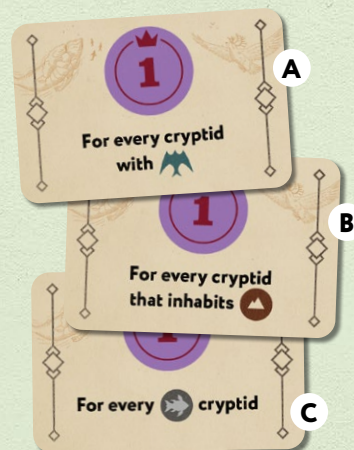 1
A
For every cryptid
with
1
B
For every cryptid
that inhabits
1
For every cryptid
C